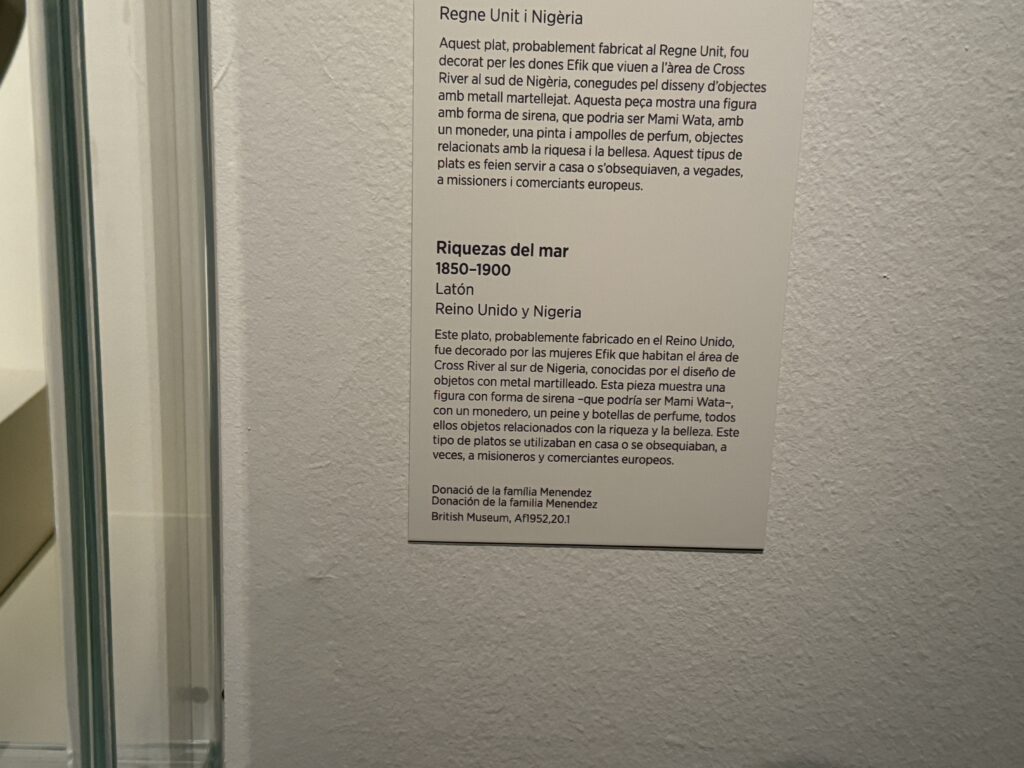 Regne Unit i Nigèria
Aquest plat, probablement fabricat al Regne Unit, fou
decorat per les dones Efik que viuen a l'àrea de Cross
River al sud de Nigèria, conegudes pel disseny d'objectes
amb metall martellejat. Aquesta peça mostra una figura
amb forma de sirena, que podria ser Mami Wata, amb
un moneder, una pinta i ampolles de perfum, objectes
relacionats amb la riquesa i la bellesa. Aquest tipus de
plats es feien servir a casa o s'obsequiaven, a vegades,
a missioners i comerciants europeus.
Riquezas del mar
1850–1900
Latón
Reino Unido y Nigeria
Este plato, probablemente fabricado en el Reino Unido,
fue decorado por las mujeres Efik que habitan el área de
Cross River al sur de Nigeria, conocidas por el diseño de
objetos con metal martilleado. Esta pieza muestra una
figura con forma de sirena –que podría ser Mami Wata–,
con un monedero, un peine y botellas de perfume, todos
ellos objetos relacionados con la riqueza y la belleza. Este
tipo de platos se utilizaban en casa o se obsequiaban, a
veces, a misioneros y comerciantes europeos.
Donació de la família Menendez
Donación de la familia Menendez
British Museum, Af1952,20.1